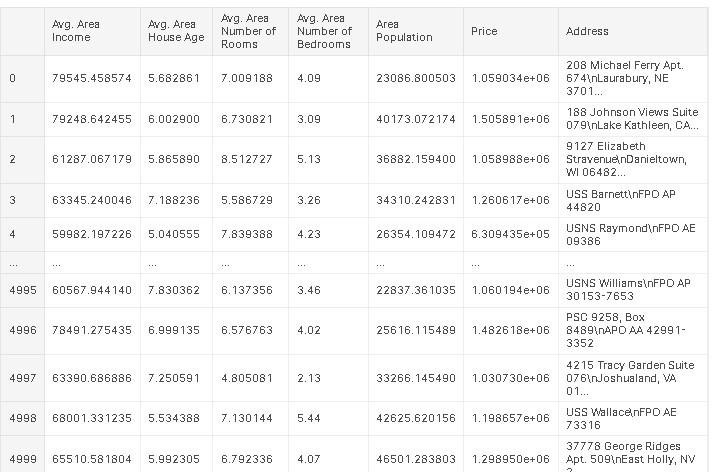 Avg. Area Income Avg. Area House Age Avg. Area Number of Rooms Avg. Area Number of Bedrooms Area Population Price Address
0 79545.458574 5.682861 7.009188 4.09 23086.800503 1.059034e+06 208 Michael Ferry Apt. 674\nLaurabury, NE 3701...
1 79248.642455 6.002900 6.730821 3.09 40173.072174 1.505891e+06 188 Johnson Views Suite 079\nLake Kathleen, CA...
2 61287.067179 5.865890 8.512727 5.13 36882.159400 1.058988e+06 9127 Elizabeth Stravenue\nDanieltown, WI 06482...
3 63345.240046 7.188236 5.586729 3.26 34310.242831 1.260617e+06 USS Barnett\nFPO AP 44820
4 59982.197226 5.040555 7.839388 4.23 26354.109472 6.309435e+05 USNS Raymond\nFPO AE 09386
... ... ... ... ... ... ... ...
4995 60567.944140 7.830362 6.137356 3.46 22837.361035 1.060194e+06 USNS Williams\nFPO AP 30153-7653
4996 78491.275435 6.999135 6.576763 4.02 25616.115489 1.482618e+06 PSC 9258, Box 8489\nAPO AA 42991-3352
4997 63390.686886 7.250591 4.805081 2.13 33266.145490 1.030730e+06 4215 Tracy Garden Suite 076\nJoshualand, VA 01...
4998 68001.331235 5.534388 7.130144 5.44 42625.620156 1.198657e+06 USS Wallace\nFPO AE 73316
4999 65510.581804 5.992305 6.792336 4.07 46501.283803 1.298950e+06 37778 George Ridges Apt. 509\nEast Holly, NV